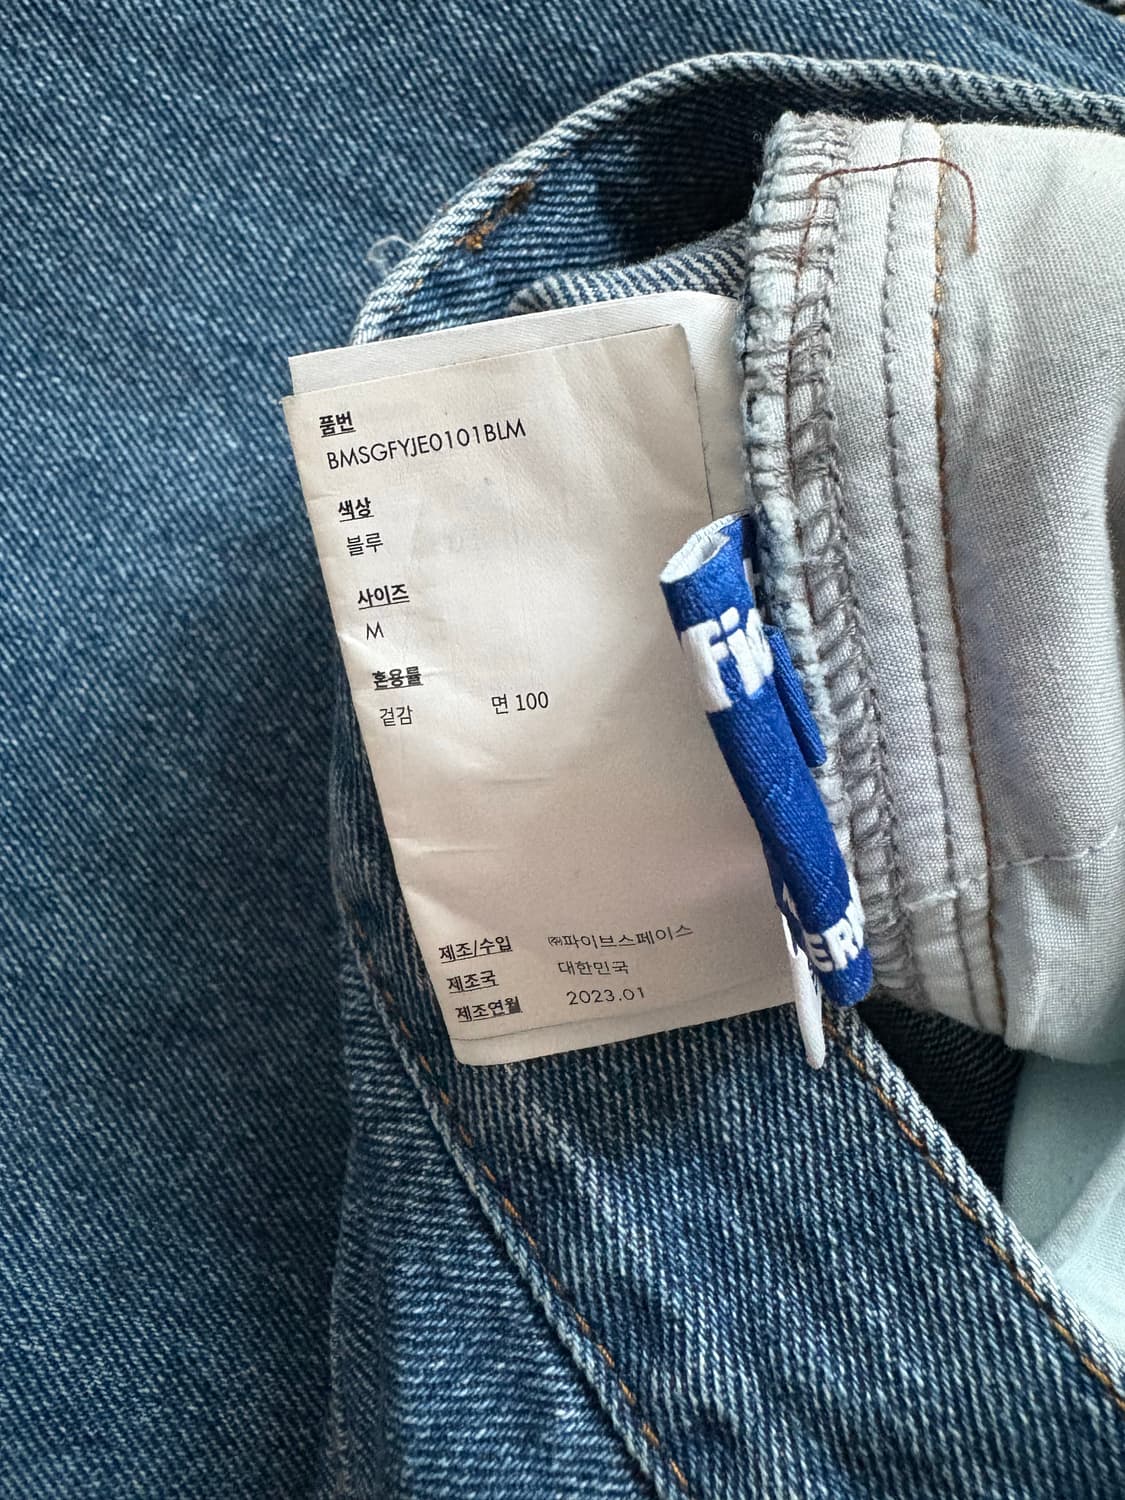 품번
BMSGFYJE0101BLM
색상
블루
사이즈
M
혼용률
겉감 면 100
제조/수입 ㈜파이브스페이스
제조국 대한민국
제조연월 2023.01